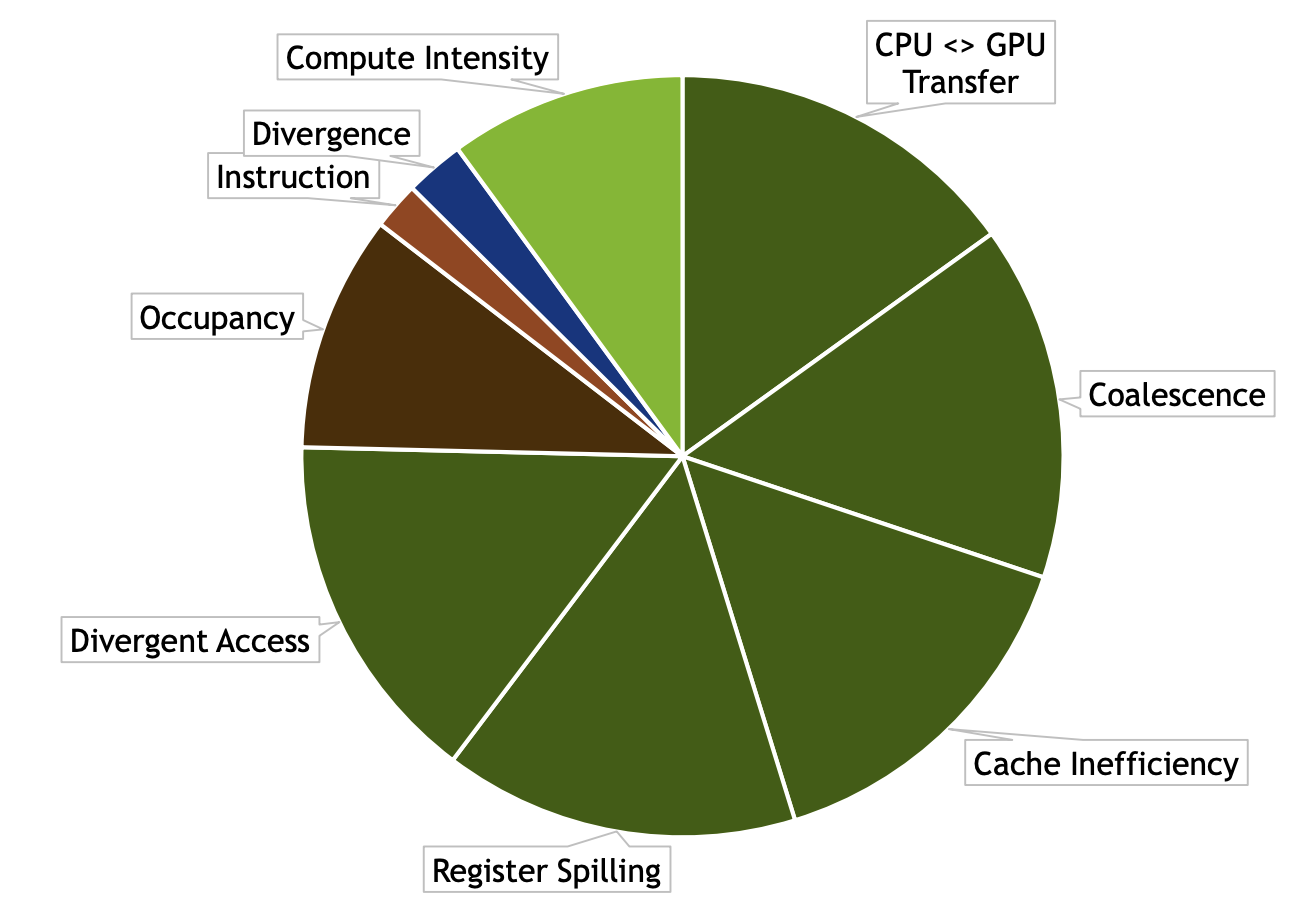 CPU <> GPU
Transfer
Compute Intensity
Divergence
Instruction
Occupancy
Coalescence
Divergent Access
Cache Inefficiency
Register Spilling